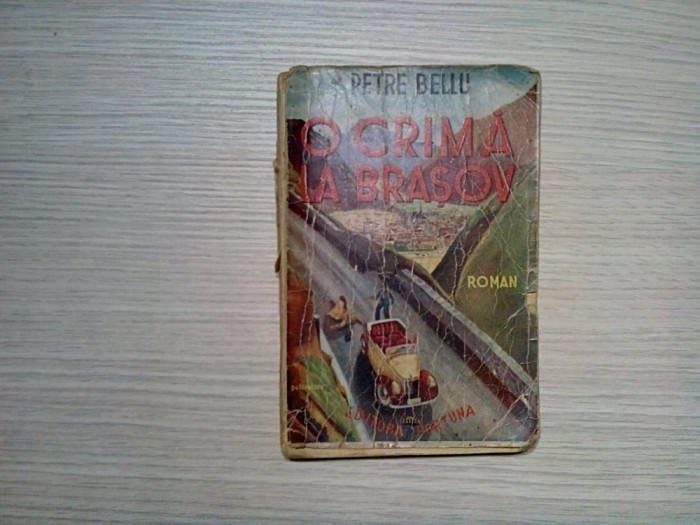 PETRE BELLU
O CRIMĂ
LA BRAȘOV
ROMAN
EDITURA FORTUNA